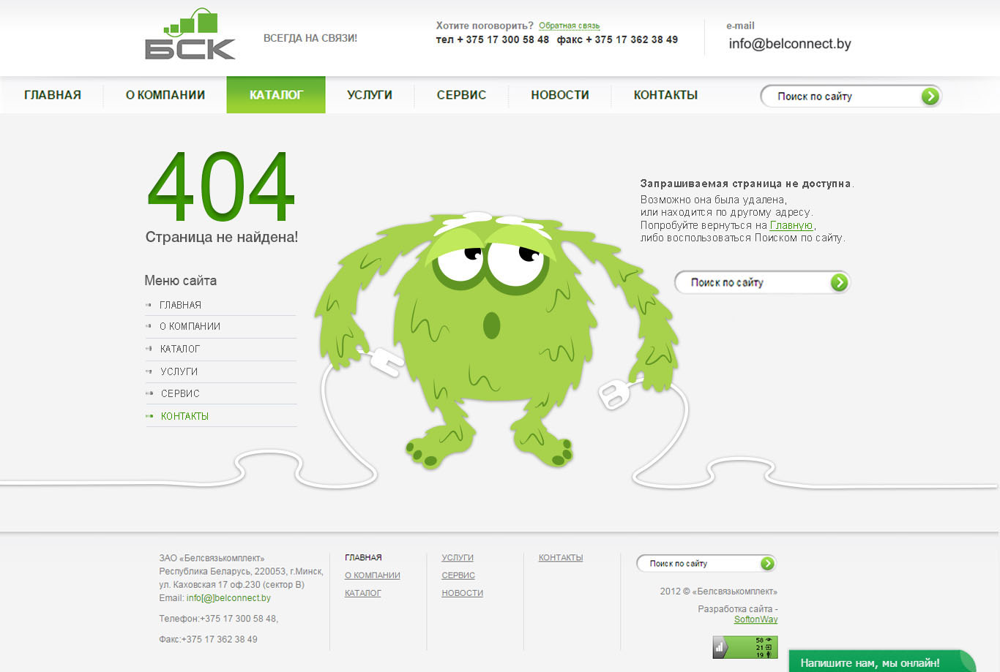 БСК
ВСЕГДА НА СВЯЗИ!
Хотите поговорить? Обратная связь
тел + 375 17 300 58 48 факс + 375 17 362 38 49
e-mail
info@belconnect.by
ГЛАВНАЯ
О КОМПАНИИ
КАТАЛОГ
УСЛУГИ
СЕРВИС
НОВОСТИ
КОНТАКТЫ
Поиск по сайту
404
Страница не найдена!
Меню сайта
ГЛАВНАЯ
О КОМПАНИИ
КАТАЛОГ
УСЛУГИ
СЕРВИС
КОНТАКТЫ
Запрашиваемая страница не доступна.
Возможно она была удалена,
или находится по другому адресу.
Попробуйте вернуться на Главную,
либо воспользоваться Поиском по сайту.
Поиск по сайту
ЗАО «Белсвязькомплект»
Республика Беларусь, 220053, г.Минск,
ул. Каховская 17 оф.230 (сектор В)
Email: info[@]belconnect.by
Телефон:+375 17 300 58 48,
Факс:+375 17 362 38 49
ГЛАВНАЯ
О КОМПАНИИ
КАТАЛОГ
УСЛУГИ
СЕРВИС
НОВОСТИ
КОНТАКТЫ
Поиск по сайту
2012 © «Белсвязькомплект»
Разработка сайта -
SoftonWay
58
21
19
Напишите нам, мы онлайн!